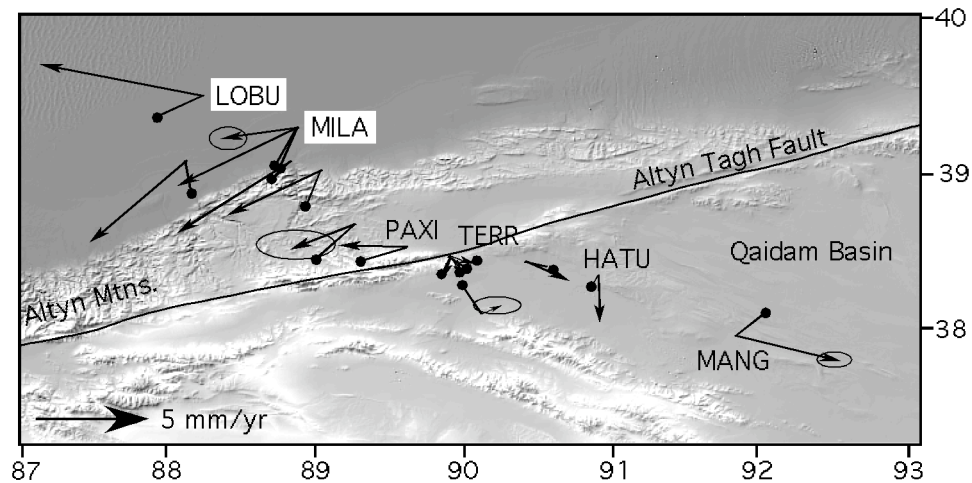 40
LOBU
MILA
Altyn Tagh Fault
39
PAXI
TERR
HATU
Qaidam Basin
Altyn Mtns.
38
MANG
5 mm/yr
87 88 89 90 91 92 93